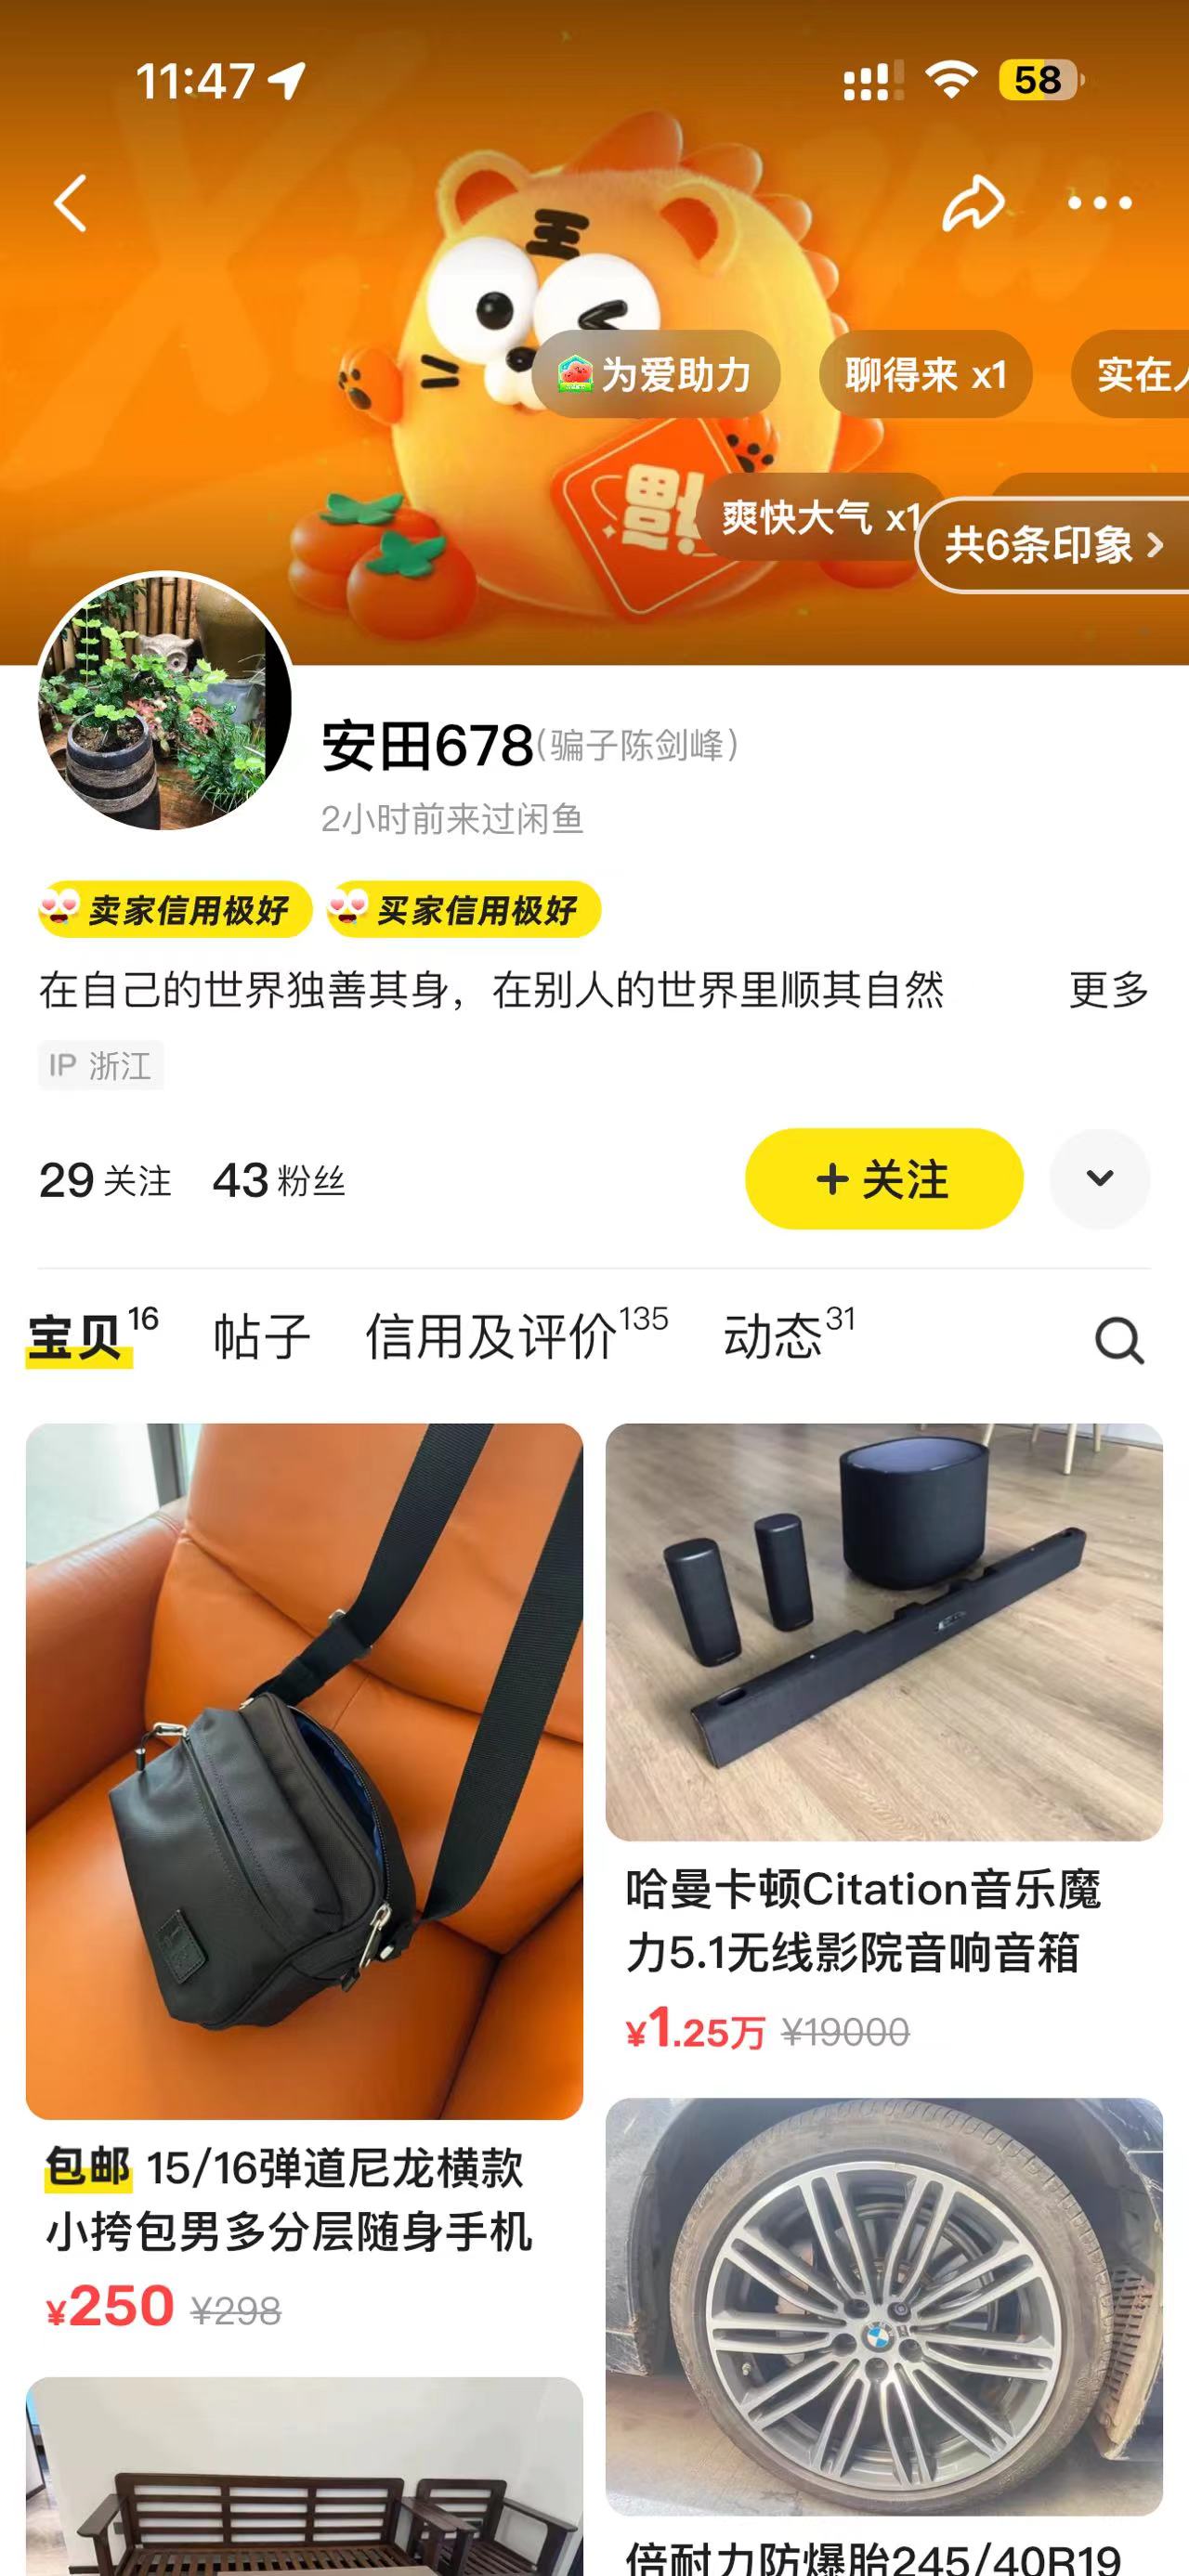 11:47
58
王
福
为爱助力
聊得来 x1
实在人
爽快大气 x1
共6条印象
安田678(骗子陈剑峰)
2小时前来过闲鱼
卖家信用极好
买家信用极好
在自己的世界独善其身，在别人的世界里顺其自然 更多
IP 浙江
29 关注 43 粉丝
+ 关注
宝贝 16 帖子 信用及评价 135 动态 31
包邮 15/16弹道尼龙横款
小挎包男多分层随身手机
¥250 ¥298
哈曼卡顿Citation音乐魔
力5.1无线影院音响音箱
¥1.25万 ¥19000
倍耐力防爆胎245/40R19